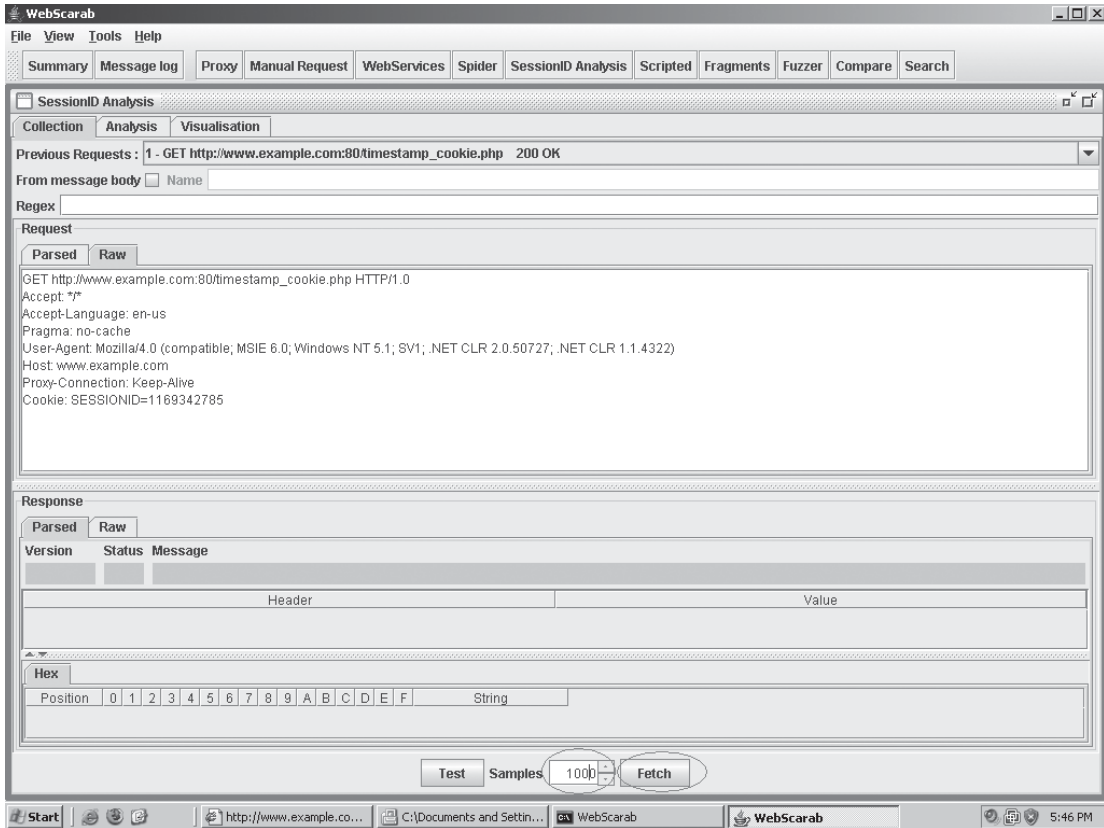 WebScarab
File View Tools Help
Summary Message log Proxy Manual Request WebServices Spider SessionID Analysis Scripted Fragments Fuzzer Compare Search
SessionID Analysis
Collection Analysis Visualisation
Previous Requests : 1 - GET http://www.example.com:80/timestamp_cookie.php 200 OK
From message body Name
Regex
Request
Parsed Raw
GET http://www.example.com:80/timestamp_cookie.php HTTP/1.0
Accept: */*
Accept-Language: en-us
Pragma: no-cache
User-Agent: Mozilla/4.0 (compatible; MSIE 6.0; Windows NT 5.1; SV1; .NET CLR 2.0.50727; .NET CLR 1.1.4322)
Host: www.example.com
Proxy-Connection: Keep-Alive
Cookie: SESSIONID=1169342785
Response
Parsed Raw
Version Status Message
Header Value
Hex
Position 0 1 2 3 4 5 6 7 8 9 A B C D E F String
Test Samples 1000 Fetch
Start http://www.example.co... C:\Documents and Settin... WebScarab WebScarab 5:46 PM